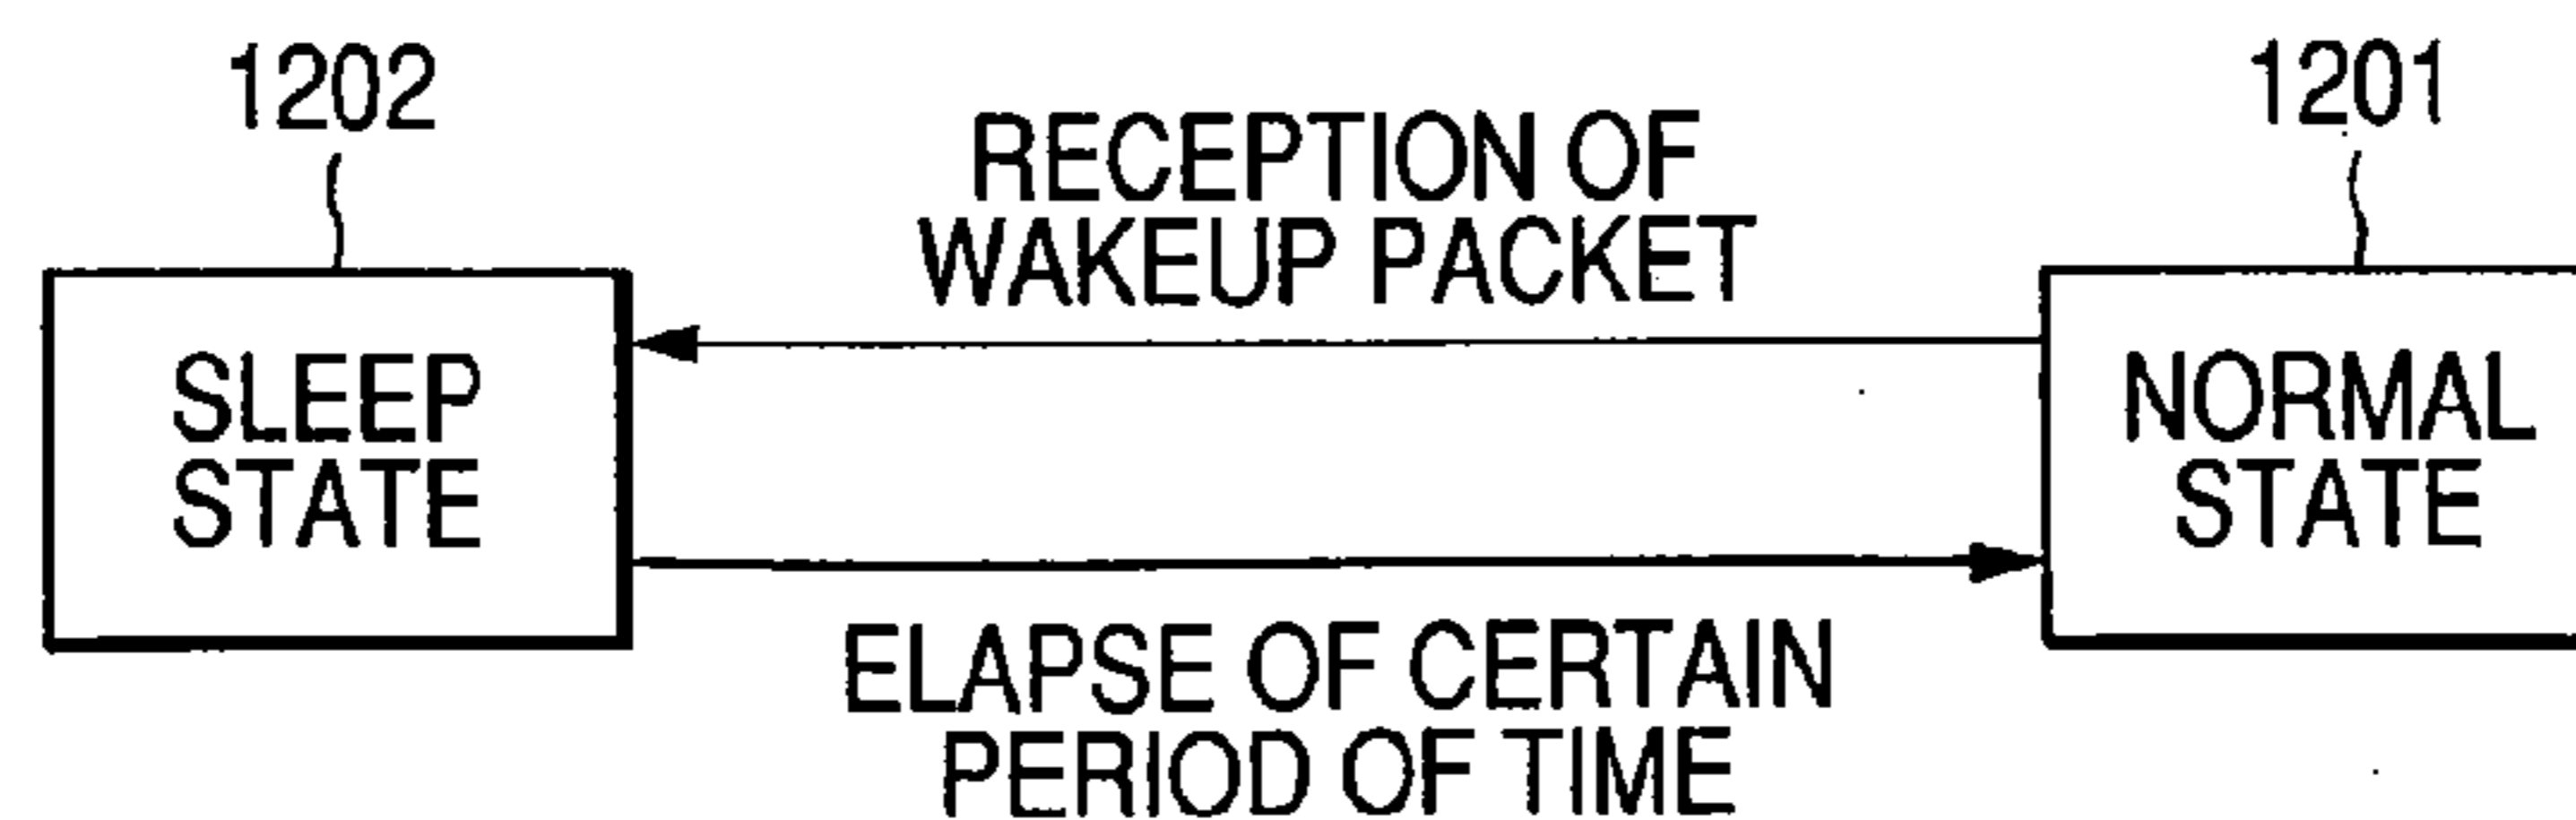 1202
1201
RECEPTION OF
WAKEUP PACKET
SLEEP
STATE
NORMAL
STATE
ELAPSE OF CERTAIN
PERIOD OF TIME